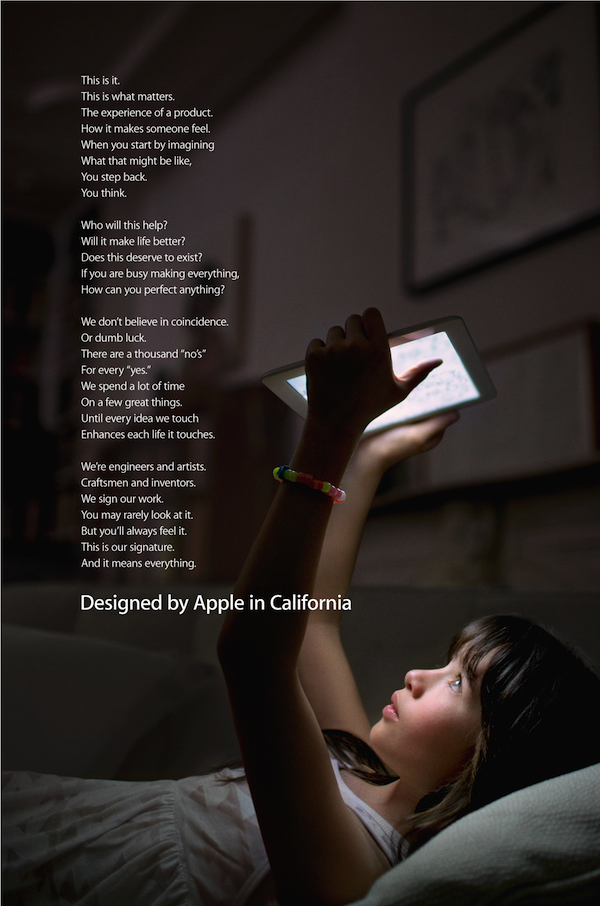 This is it.
This is what matters.
The experience of a product.
How it makes someone feel.
When you start by imagining
What that might be like,
You step back.
You think.
Who will this help?
Will it make life better?
Does this deserve to exist?
If you are busy making everything,
How can you perfect anything?
We don’t believe in coincidence.
Or dumb luck.
There are a thousand “no’s”
For every “yes.”
We spend a lot of time
On a few great things.
Until every idea we touch
Enhances each life it touches.
We’re engineers and artists.
Craftsmen and inventors.
We sign our work.
You may rarely look at it.
But you’ll always feel it.
This is our signature.
And it means everything.
Designed by Apple in California